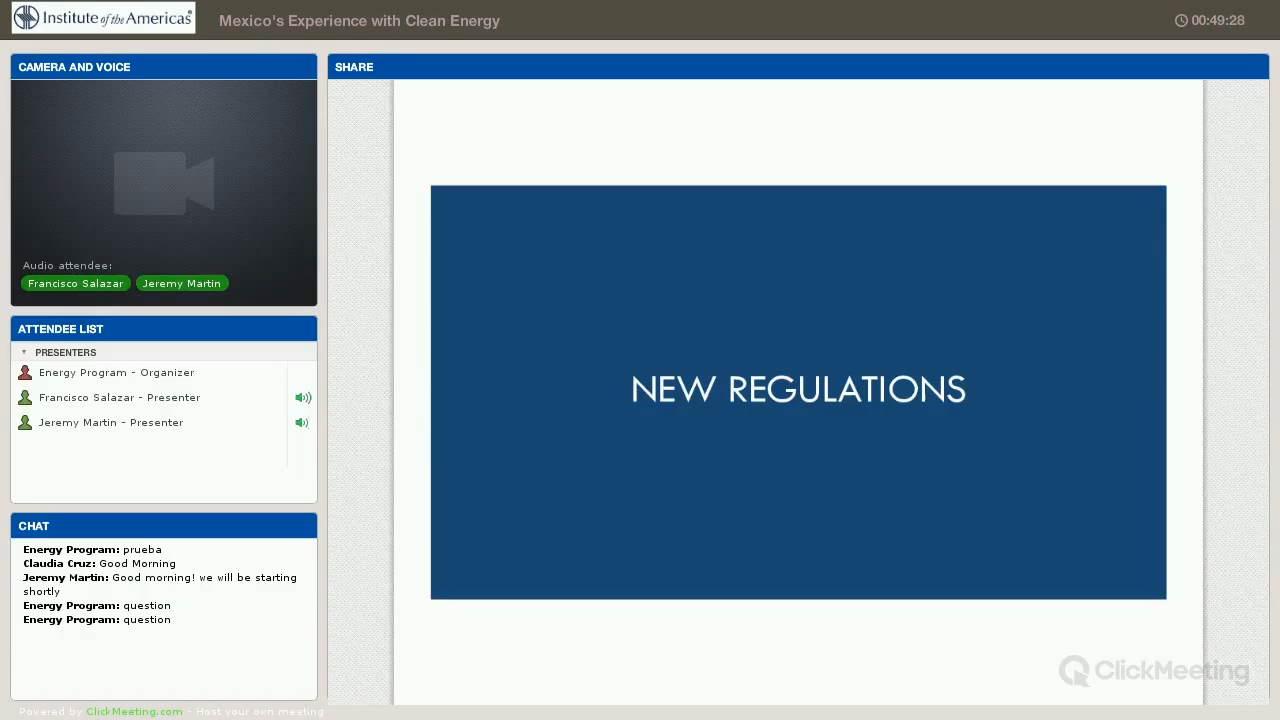 Institute of the Americas
Mexico's Experience with Clean Energy
00:49:28
CAMERA AND VOICE
Audio attendee:
Francisco Salazar
Jeremy Martin
ATTENDEE LIST
PRESENTERS
Energy Program - Organizer
Francisco Salazar - Presenter
Jeremy Martin - Presenter
CHAT
Energy Program: prueba
Claudia Cruz: Good Morning
Jeremy Martin: Good morning! we will be starting
shortly
Energy Program: question
Energy Program: question
SHARE
NEW REGULATIONS
ClickMeeting
Powered by ClickMeeting.com - Host your own meeting